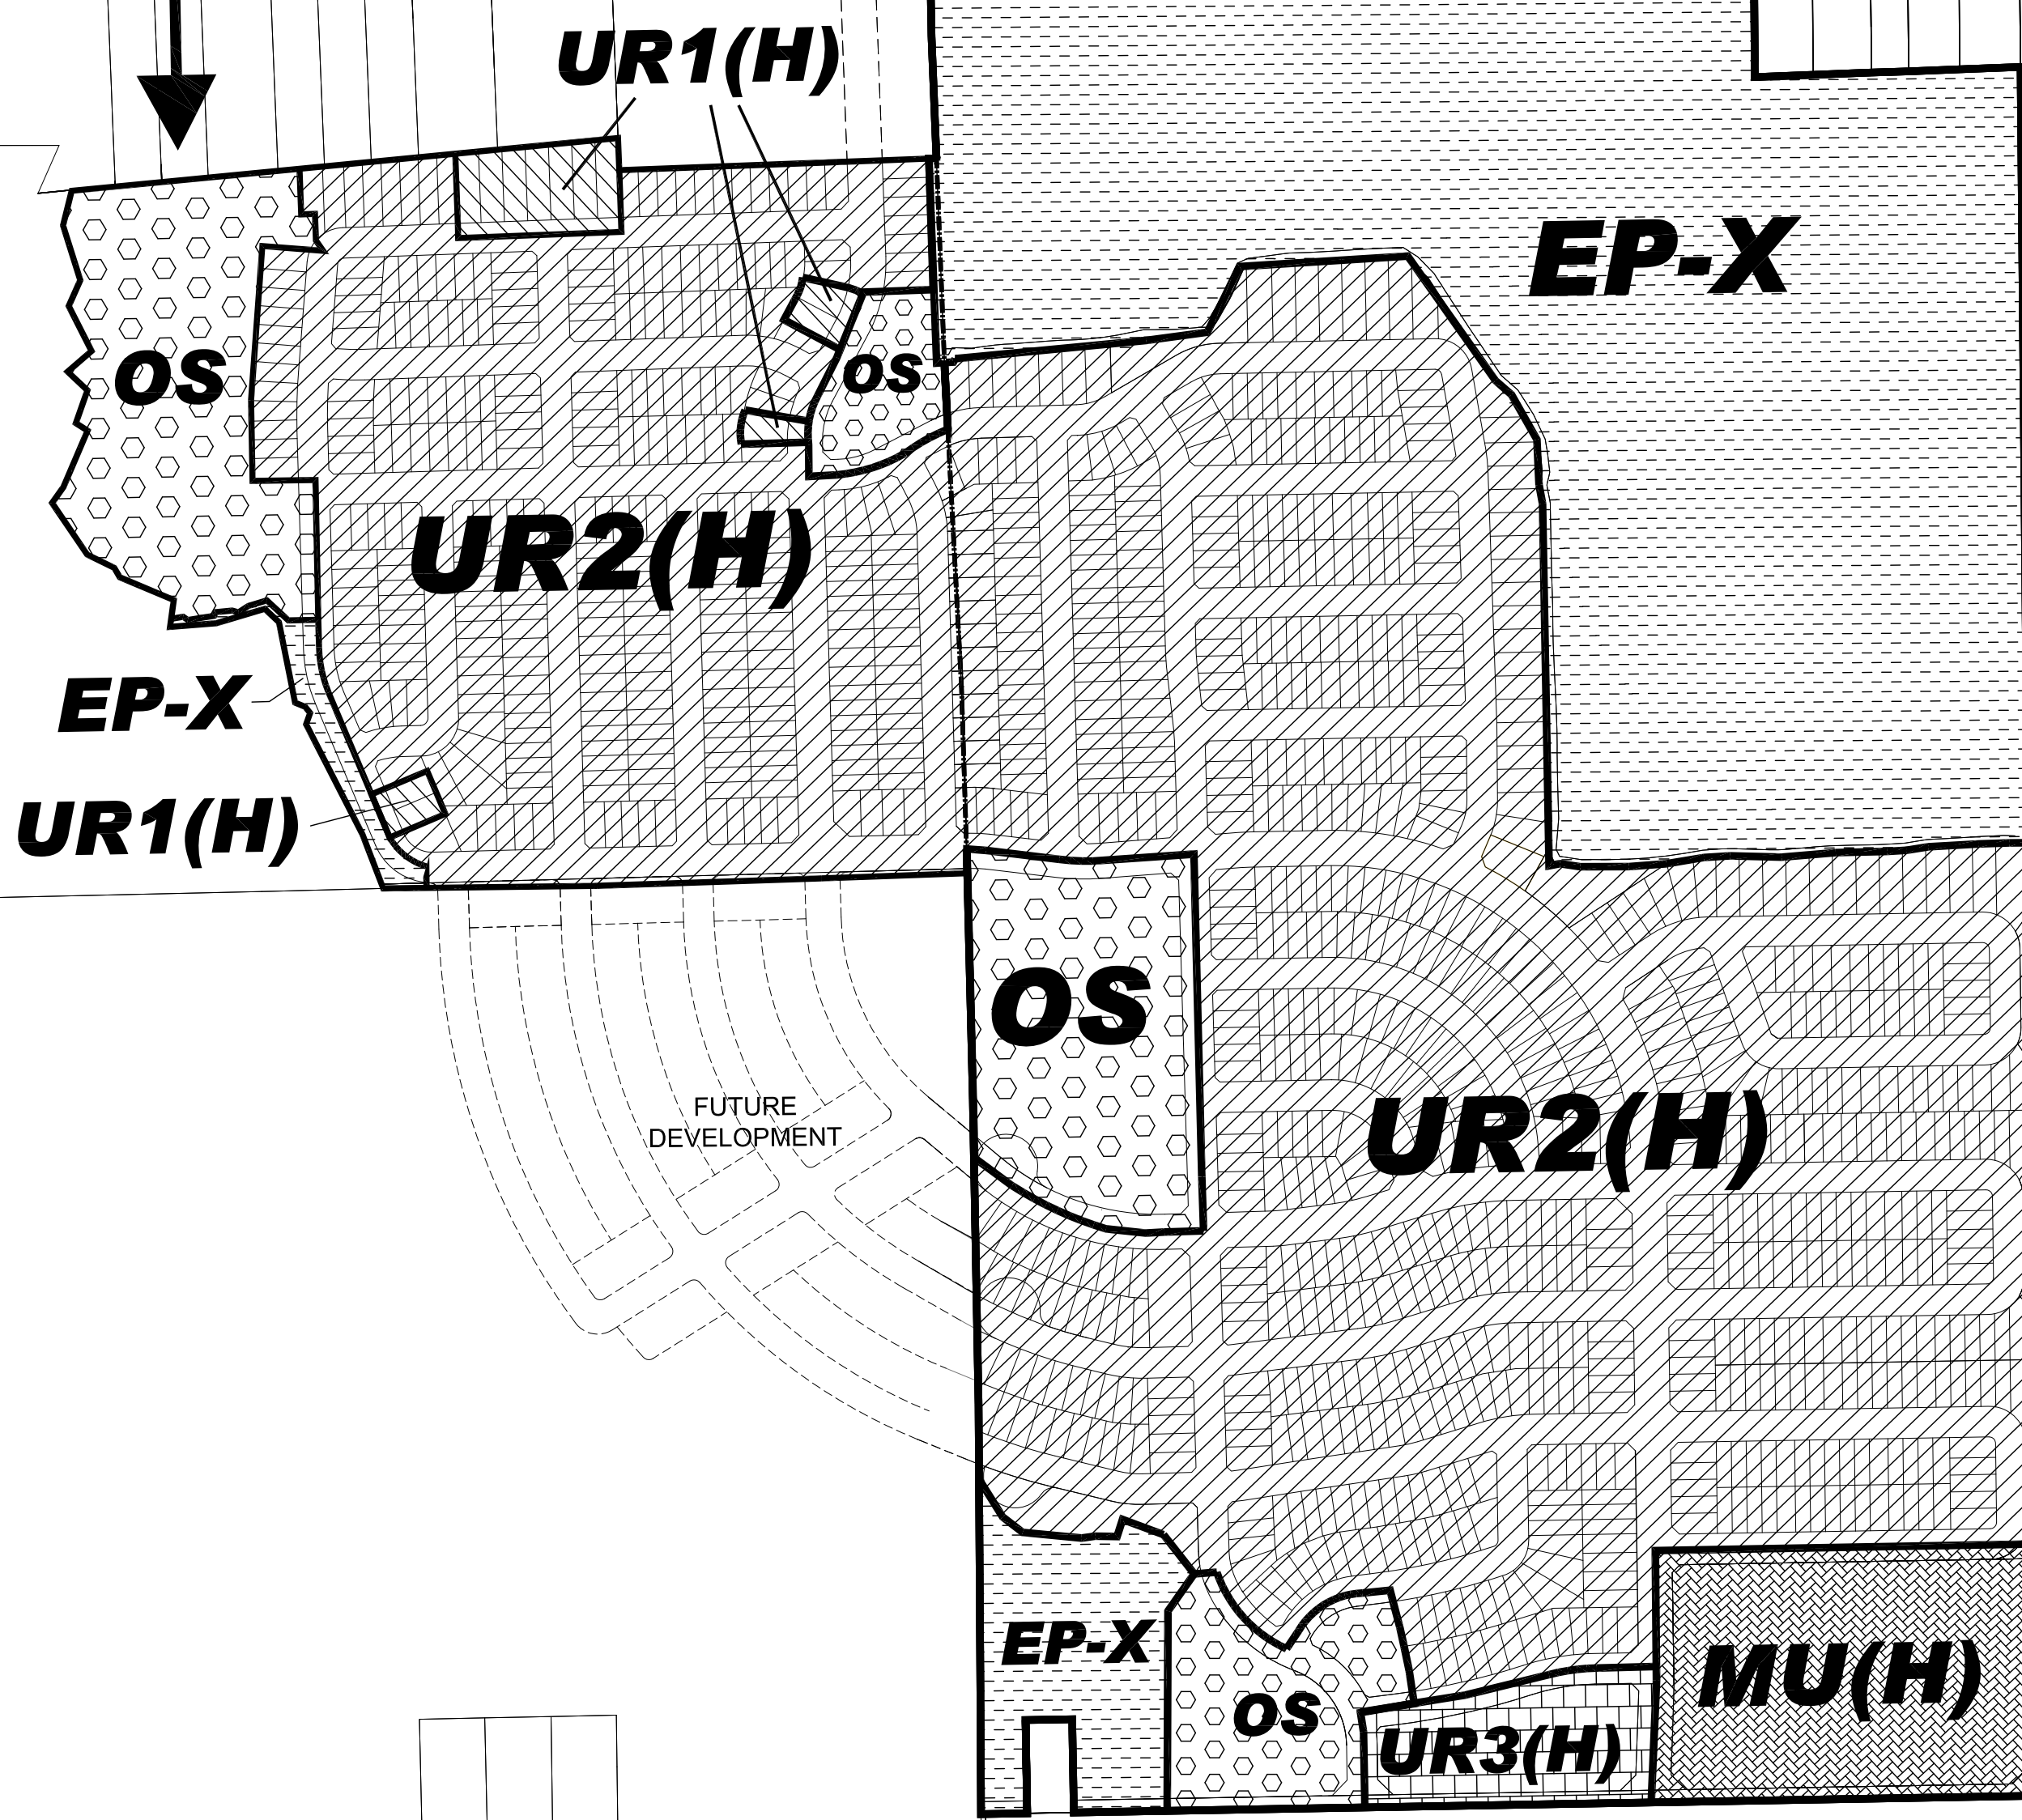 UR1(H)
EP-X
OS
OS
UR2(H)
EP-X
UR1(H)
OS
FUTURE
DEVELOPMENT
UR2(H)
EP-X
OS
UR3(H)
MU(H)